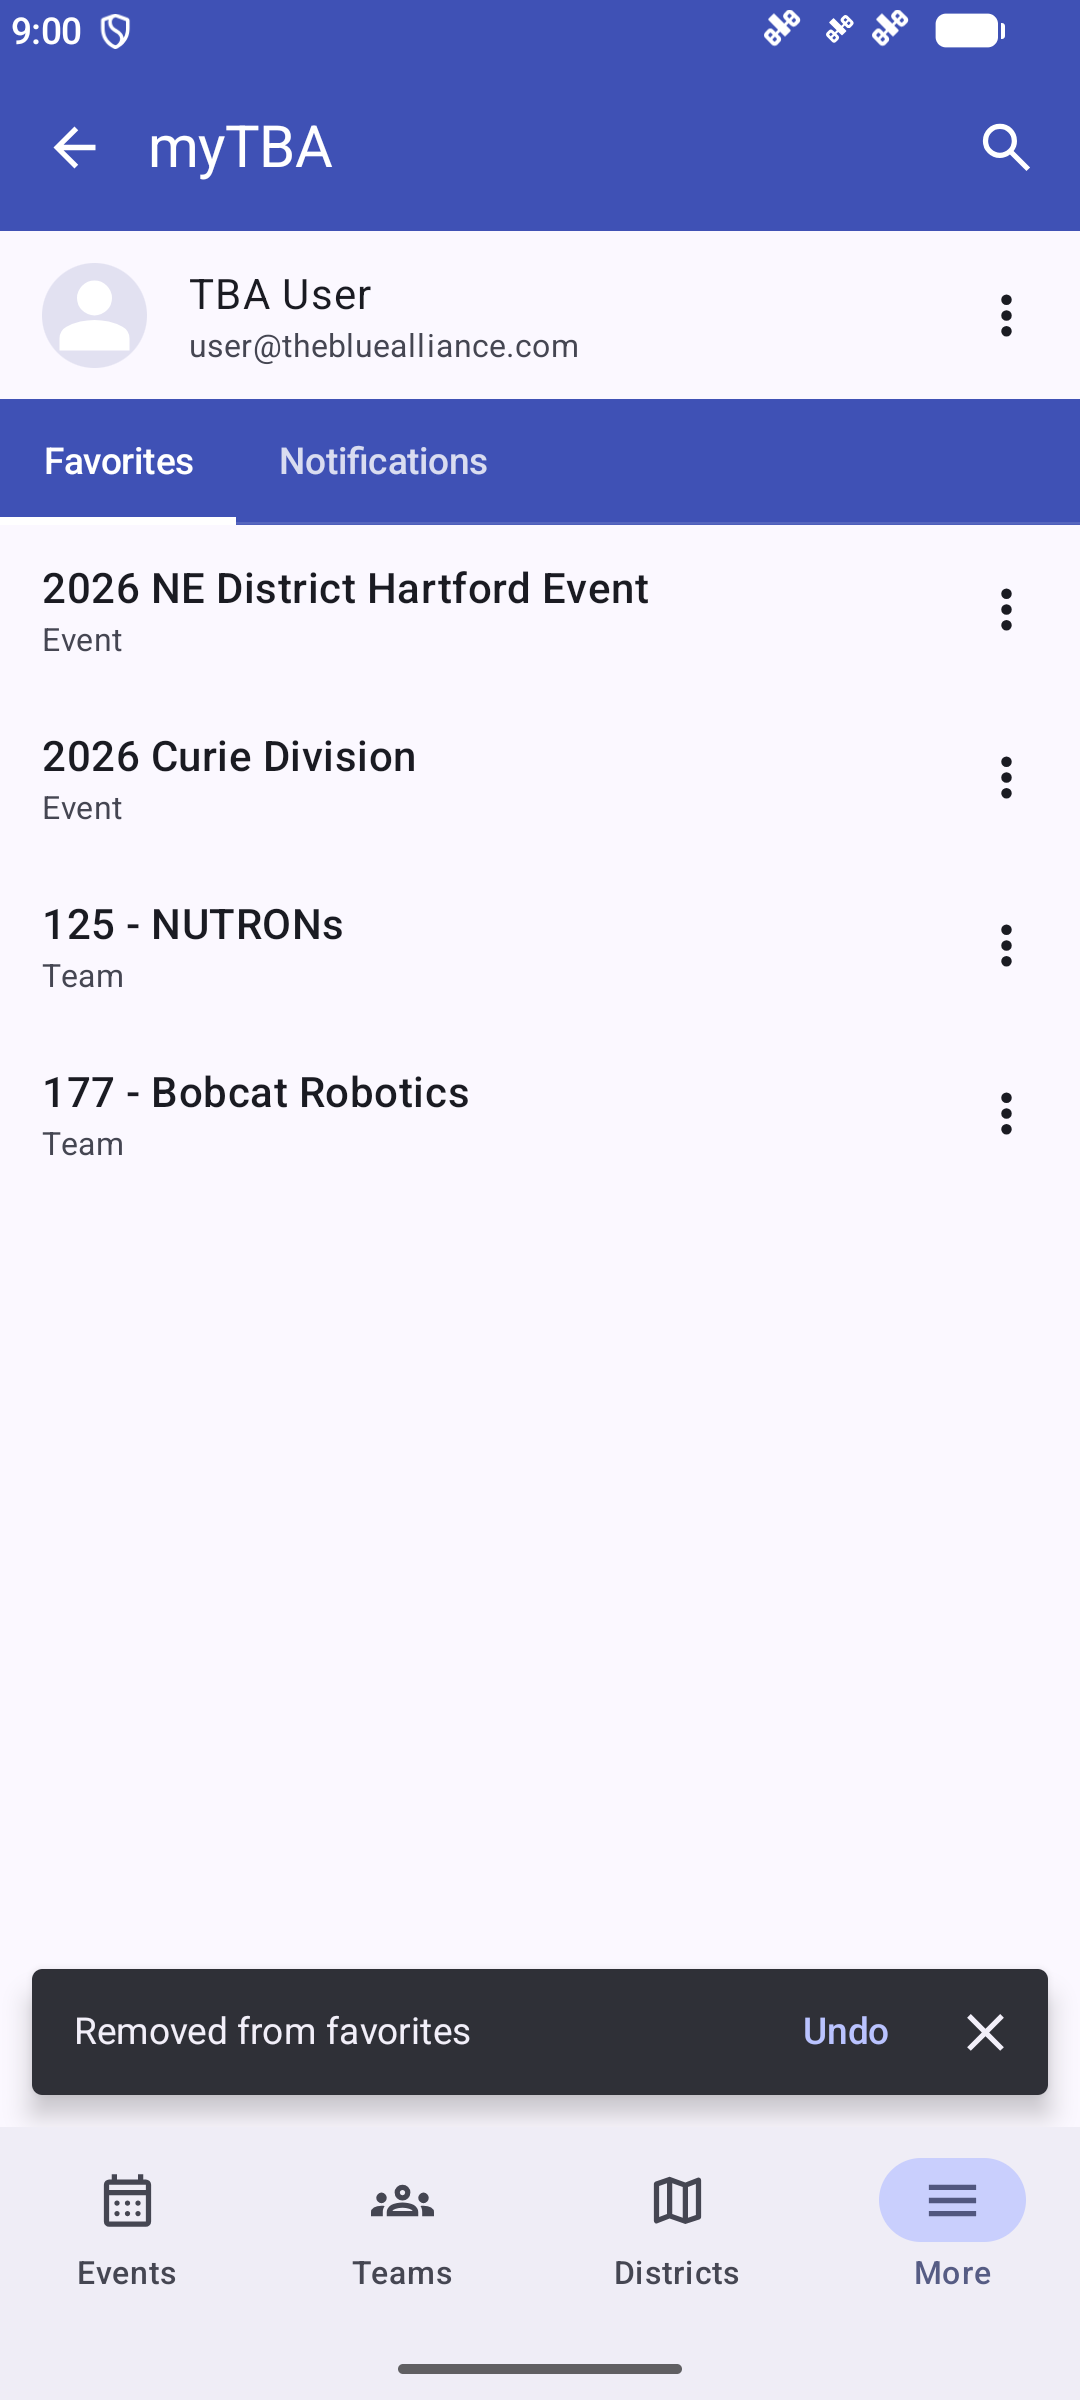 9:00
myTBA
TBA User
user@thebluealliance.com
Favorites
Notifications
2026 NE District Hartford Event
Event
2026 Curie Division
Event
125 - NUTRONs
Team
177 - Bobcat Robotics
Team
Removed from favorites
Undo
Events
Teams
Districts
More